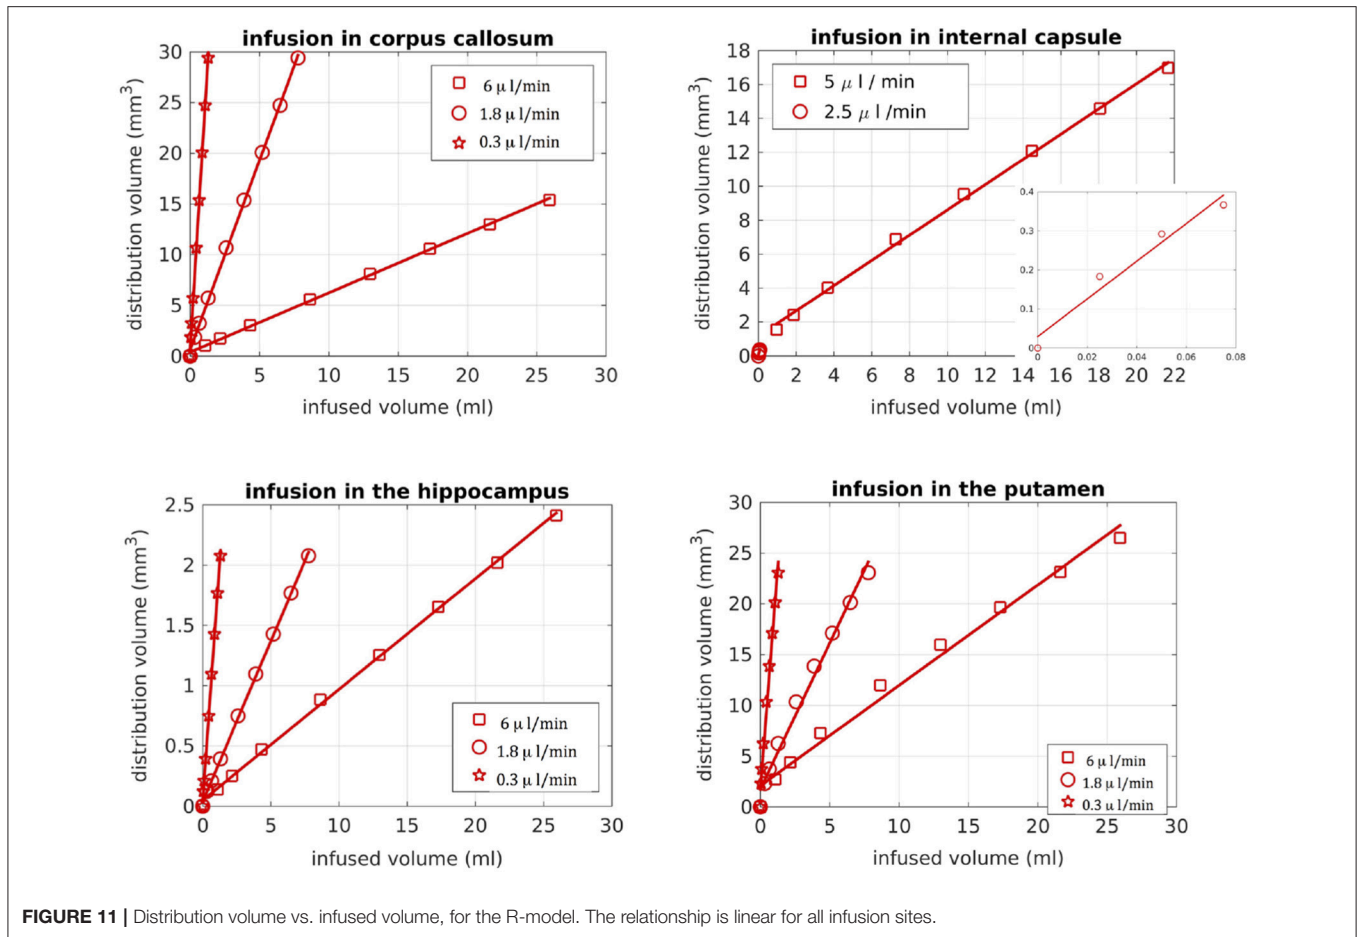 infusion in corpus callosum
distribution volume (mm³)
30
25
20
15
10
5
0
6 μ l/min
1.8 μ l/min
0.3 μ l/min
0 5 10 15 20 25 30
infused volume (ml)
infusion in internal capsule
distribution volume (mm³)
18
16
14
12
10
8
6
4
2
0
5 μ l / min
2.5 μ l /min
0.4
0.3
0.2
0.1
0
0 0.02 0.04 0.06 0.08
0 2 4 6 8 10 12 14 16 18 20 22
infused volume (ml)
infusion in the hippocampus
distribution volume (mm³)
2.5
2
1.5
1
0.5
0
6 μ l/min
1.8 μ l/min
0.3 μ l/min
0 5 10 15 20 25 30
infused volume (ml)
infusion in the putamen
distribution volume (mm³)
30
25
20
15
10
5
0
6 μ l/min
1.8 μ l/min
0.3 μ l/min
0 5 10 15 20 25 30
infused volume (ml)
FIGURE 11 | Distribution volume vs. infused volume, for the R-model. The relationship is linear for all infusion sites.